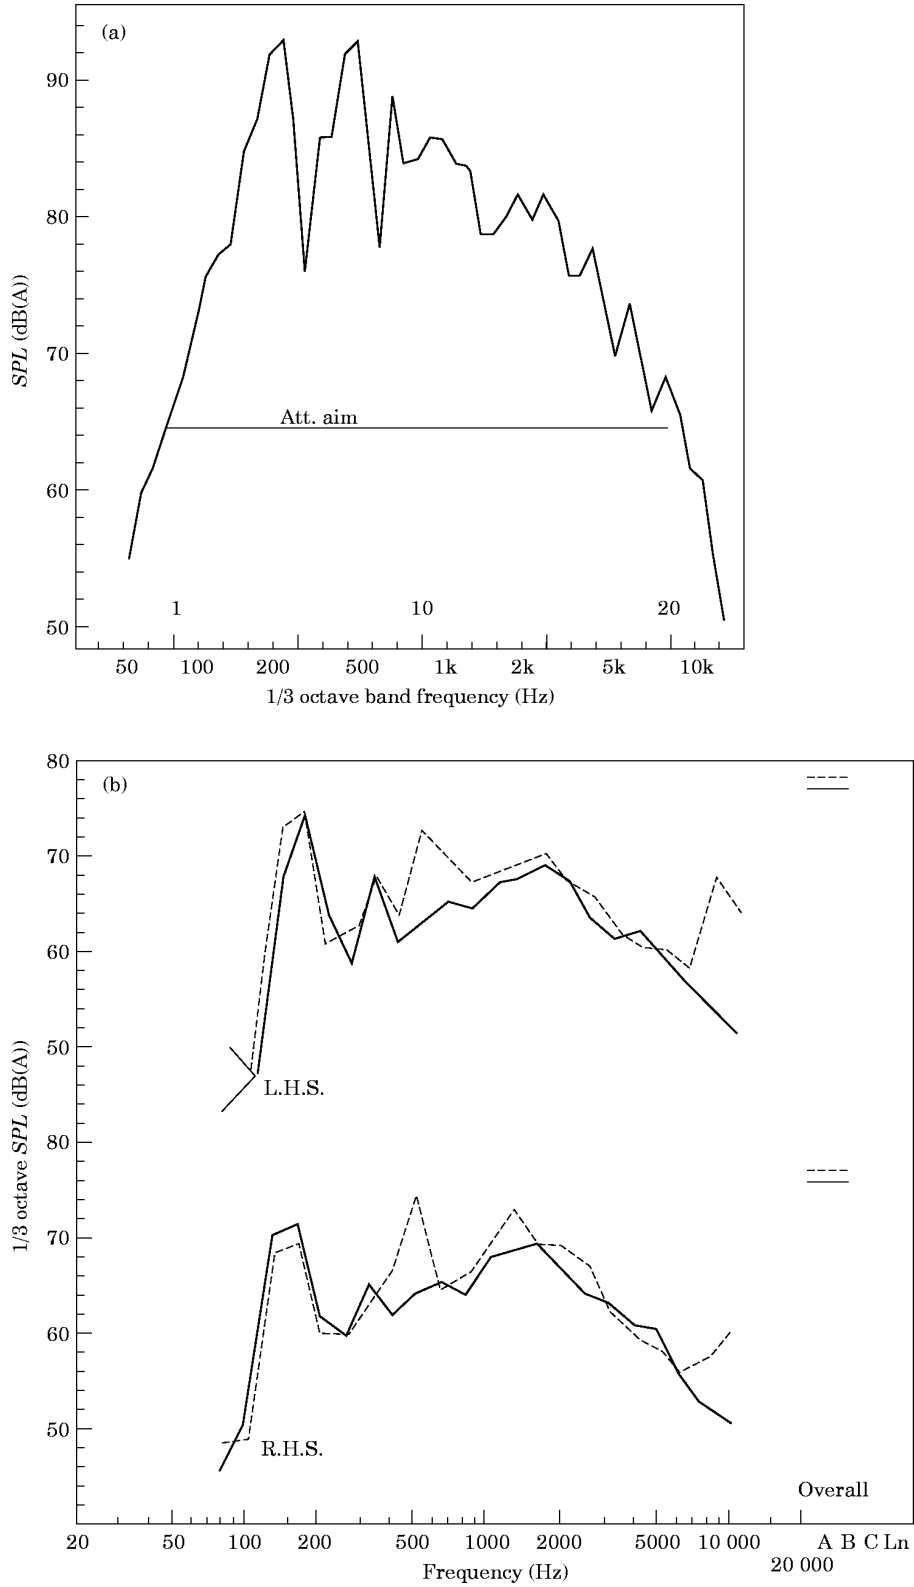 (a)
90
80
70
60
50
SPL (dB(A))
Att. aim
1 10 20
50 100 200 500 1k 2k 5k 10k
1/3 octave band frequency (Hz)
(b)
80
70
60
50
80
70
60
50
1/3 octave SPL (dB(A))
L.H.S.
R.H.S.
Overall
20 50 100 200 500 1000 2000 5000 10 000 A B C Ln
20 000
Frequency (Hz)